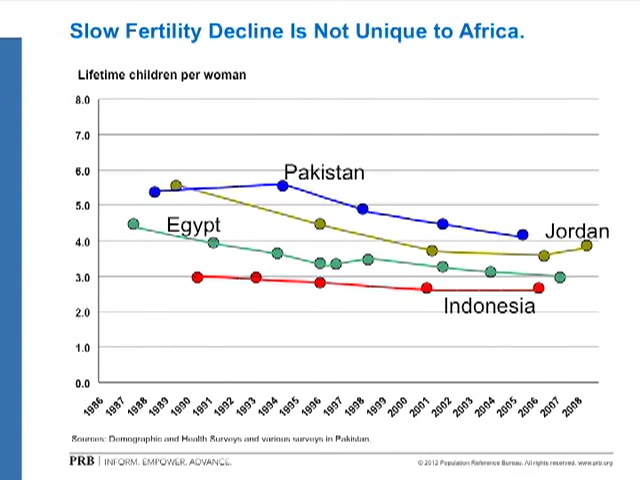 Slow Fertility Decline Is Not Unique to Africa.
Lifetime children per woman
8.0
7.0
6.0
5.0
4.0
3.0
2.0
1.0
0.0
Pakistan
Egypt
Jordan
Indonesia
1986 1987 1988 1989 1990 1991 1992 1993 1994 1995 1996 1997 1998 1999 2000 2001 2002 2003 2004 2005 2006 2007 2008
Sources: Demographic and Health Surveys and various surveys in Pakistan.
PRB | INFORM. EMPOWER. ADVANCE.
© 2012 Population Reference Bureau. All rights reserved. www.prb.org